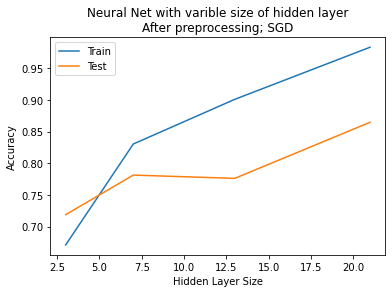 Neural Net with varible size of hidden layer
After preprocessing; SGD
Train
Test
0.95
0.90
0.85
0.80
0.75
0.70
Accuracy
2.5 5.0 7.5 10.0 12.5 15.0 17.5 20.0
Hidden Layer Size